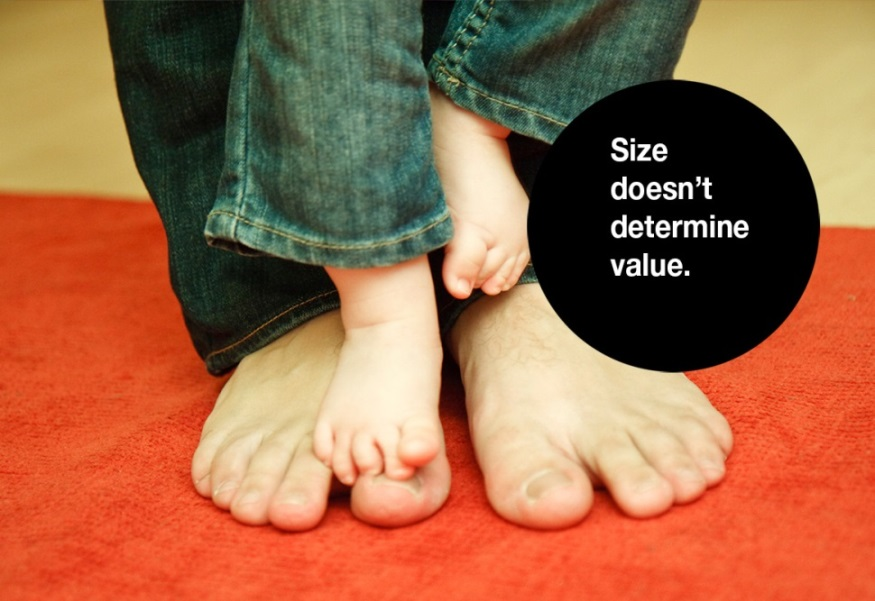 Size
doesn’t
determine
value.